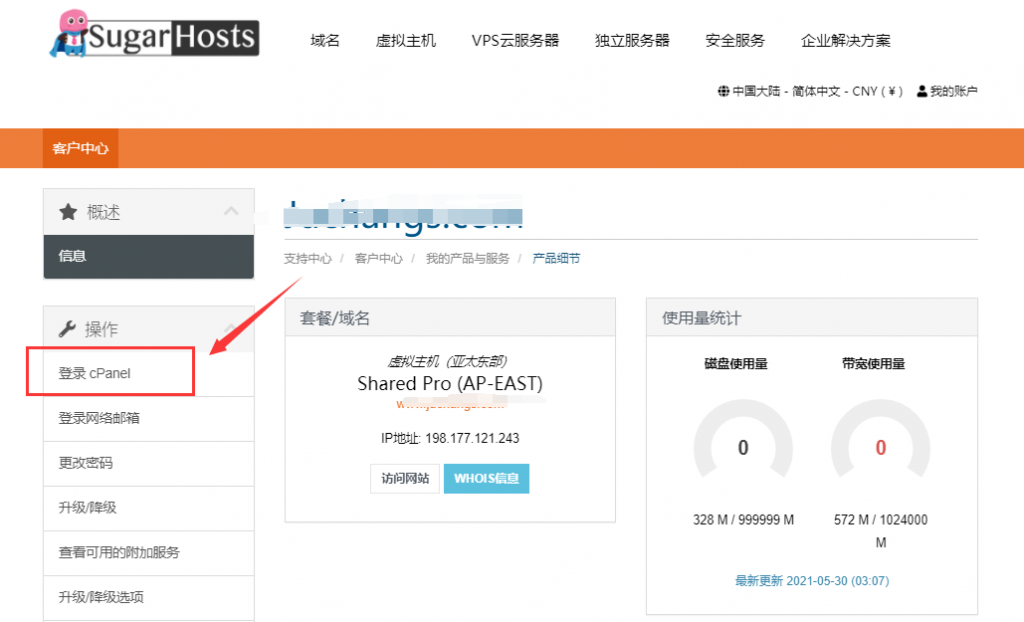 SugarHosts
域名 虚拟主机 VPS云服务器 独立服务器 安全服务 企业解决方案
中国大陆 - 简体中文 - CNY ( ¥ ) 我的账户
客户中心
概述
信息
支持中心 / 客户中心 / 我的产品与服务 / 产品细节
操作
登录 cPanel
登录网络邮箱
更改密码
升级/降级
查看可用的附加服务
升级/降级选项
套餐/域名
虚拟主机（亚太东部）
Shared Pro (AP-EAST)
IP地址: 198.177.121.243
访问网站 WHOIS信息
使用量统计
磁盘使用量 带宽使用量
0 0
328 M / 999999 M 572 M / 1024000
M
最新更新 2021-05-30 (03:07)